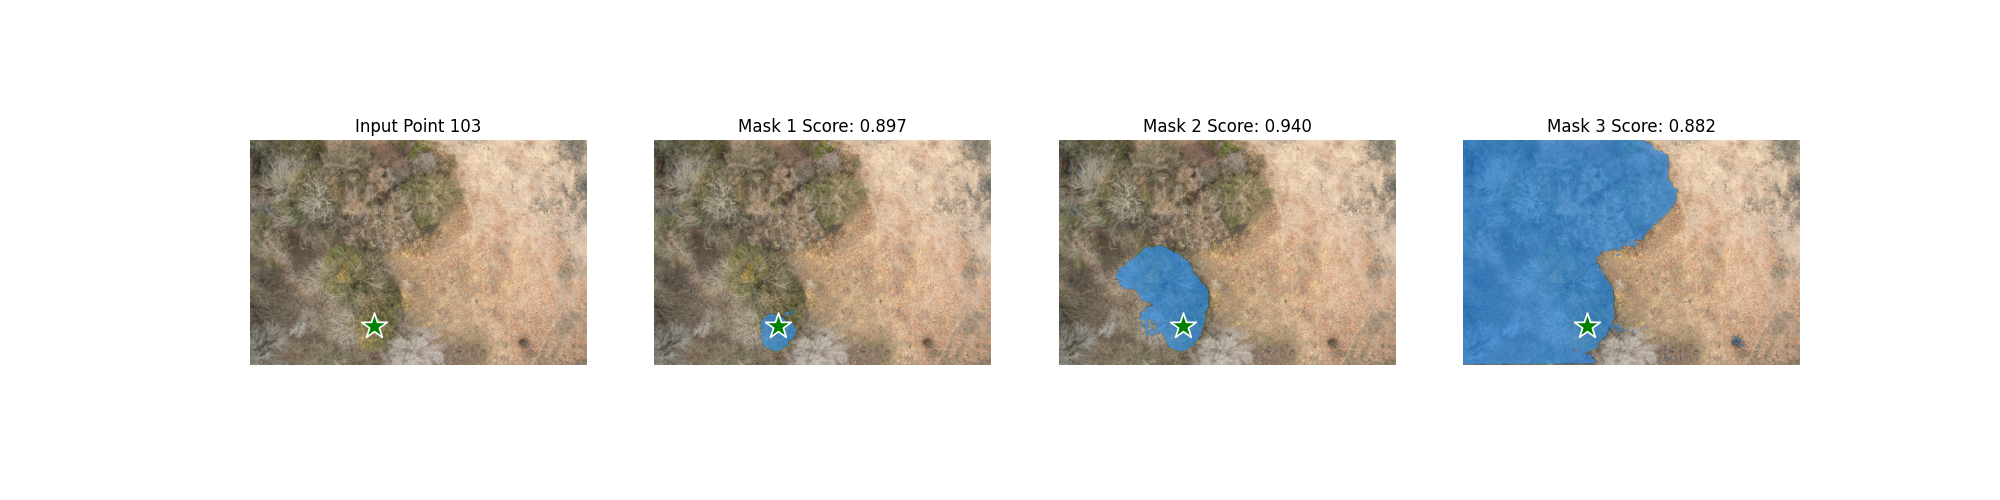 Input Point 103
Mask 1 Score: 0.897
Mask 2 Score: 0.940
Mask 3 Score: 0.882